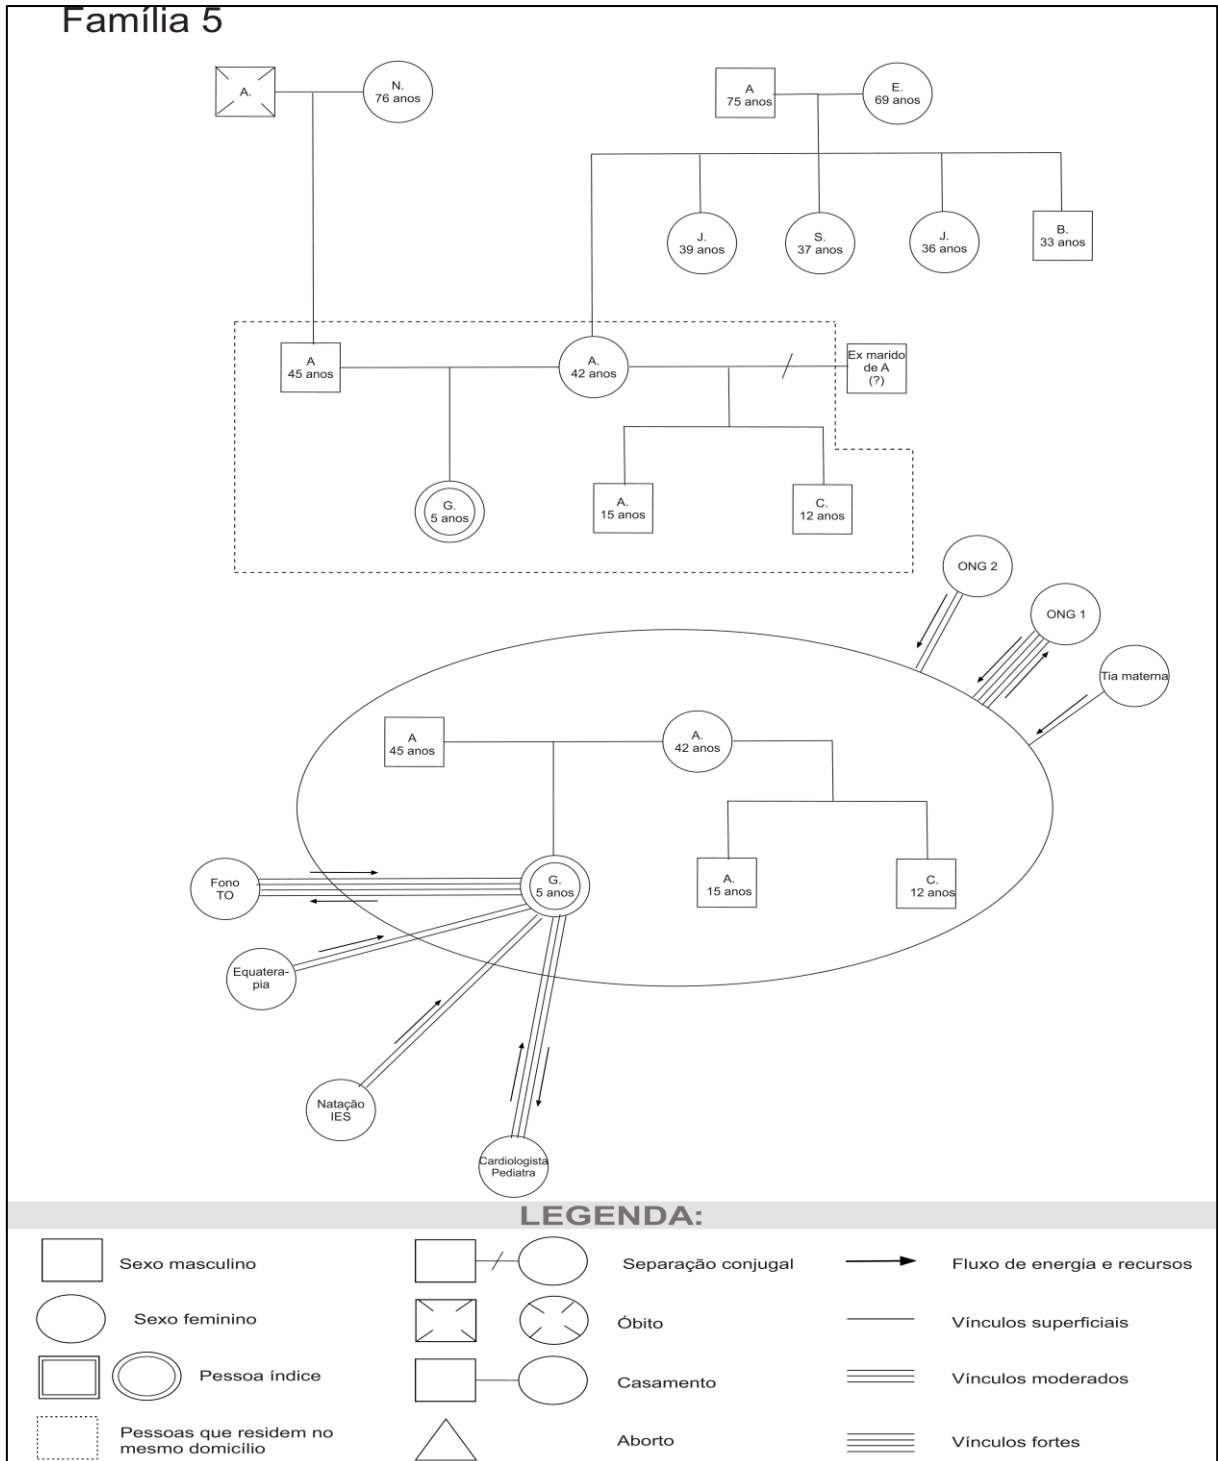 Família 5
A.
N.
76 anos
A
75 anos
E.
69 anos
J.
39 anos
S.
37 anos
J.
36 anos
B.
33 anos
A
45 anos
A.
42 anos
Ex marido
de A
(?)
G.
5 anos
A.
15 anos
C.
12 anos
ONG 2
ONG 1
Tia materna
A
45 anos
A.
42 anos
Fono
TO
G.
5 anos
A.
15 anos
C.
12 anos
Equatera-
pia
Natação
IES
Cardiologista
Pediatra
LEGENDA:
Sexo masculino
Separação conjugal
Fluxo de energia e recursos
Sexo feminino
Óbito
Vínculos superficiais
Pessoa índice
Casamento
Vínculos moderados
Pessoas que residem no
mesmo domicílio
Aborto
Vínculos fortes